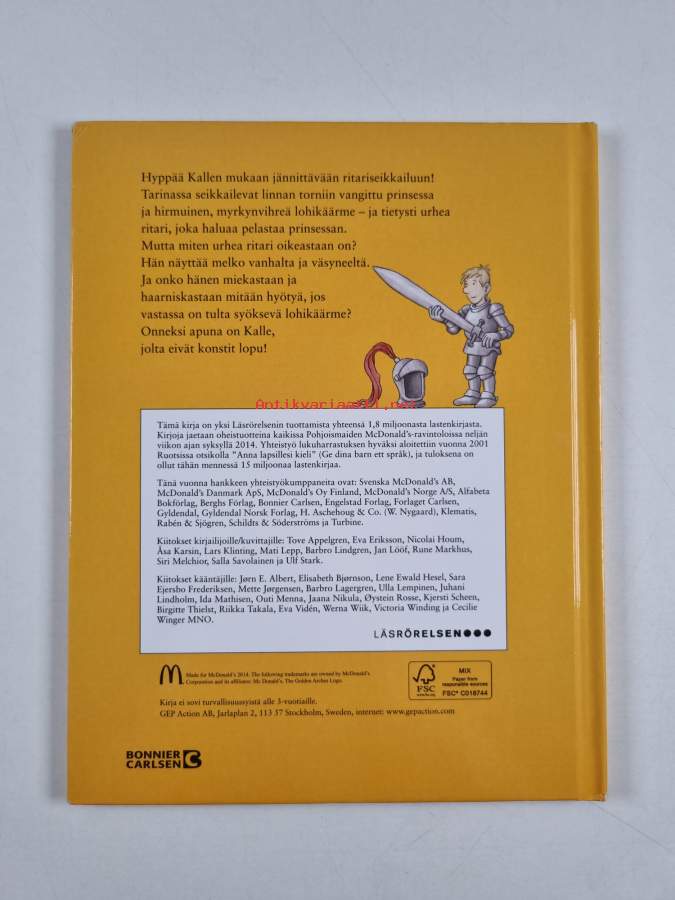 Hyppää Kallen mukaan jännittävään ritariseikkailuun!
Tarinassa seikkailevat linnan torniin vangittu prinsessa
ja hirmuinen, myrkynvihreä lohikäärme – ja tietysti urhea
ritari, joka haluaa pelastaa prinsessan.
Mutta miten urhea ritari oikeastaan on?
Hän näyttää melko vanhalta ja väsyneeltä.
Ja onko hänen miekastaan ja
haarniskastaan mitään hyötyä, jos
vastassa on tulta syöksevä lohikäärme?
Onneksi apuna on Kalle,
jolta eivät konstit lopu!
Antikvariaatti.net
Tämä kirja on yksi Läsrörelsenin tuottamista yhteensä 1,8 miljoonasta lastenkirjasta.
Kirjoja jaetaan oheistuotteina kaikissa Pohjoismaiden McDonald's-ravintoloissa neljän
viikon ajan syksyllä 2014. Yhteistyö lukuharrastuksen hyväksi aloitettiin vuonna 2001
Ruotsissa otsikolla "Anna lapsillesi kieli" (Ge dina barn ett språk), ja tuloksena on
ollut tähän mennessä 15 miljoonaa lastenkirjaa.
Tänä vuonna hankkeen yhteistyökumppaneita ovat: Svenska McDonald's AB,
McDonald's Danmark ApS, McDonald's Oy Finland, McDonald's Norge A/S, Alfabeta
Bokförlag, Berghs Förlag, Bonnier Carlsen, Engelstad Forlag, Forlaget Carlsen,
Gyldendal, Gyldendal Norsk Forlag, H. Aschehoug & Co. (W. Nygaard), Klematis,
Rabén & Sjögren, Schildts & Söderströms ja Turbine.
Kiitokset kirjailijoille/kuvittajille: Tove Appelgren, Eva Eriksson, Nicolai Houm,
Åsa Karsin, Lars Klinting, Mati Lepp, Barbro Lindgren, Jan Lööf, Rune Markhus,
Siri Melchior, Salla Savolainen ja Ulf Stark.
Kiitokset kääntäjille: Jørn E. Albert, Elisabeth Bjørnson, Lene Ewald Hesel, Sara
Ejersbo Frederiksen, Mette Jørgensen, Barbro Lagergren, Ulla Lempinen, Juhani
Lindholm, Ida Mathisen, Outi Menna, Jaana Nikula, Øystein Rosse, Kjersti Scheen,
Birgitte Thielst, Riikka Takala, Eva Vidén, Werna Wiik, Victoria Winding ja Cecilie
Winger MNO.
LÄSRÖRELSEN
Made for McDonald's 2014. The following trademarks are owned by McDonald's
Corporation and its affiliates: Mc Donald's, The Golden Arches Logo.
FSC
www.fsc.org
MIX
Paper from
responsible sources
FSC® C018744
Kirja ei sovi turvallisuussyistä alle 3-vuotiaille.
GEP Action AB, Jarlaplan 2, 113 57 Stockholm, Sweden, internet: www.gepaction.com
BONNIER
CARLSEN